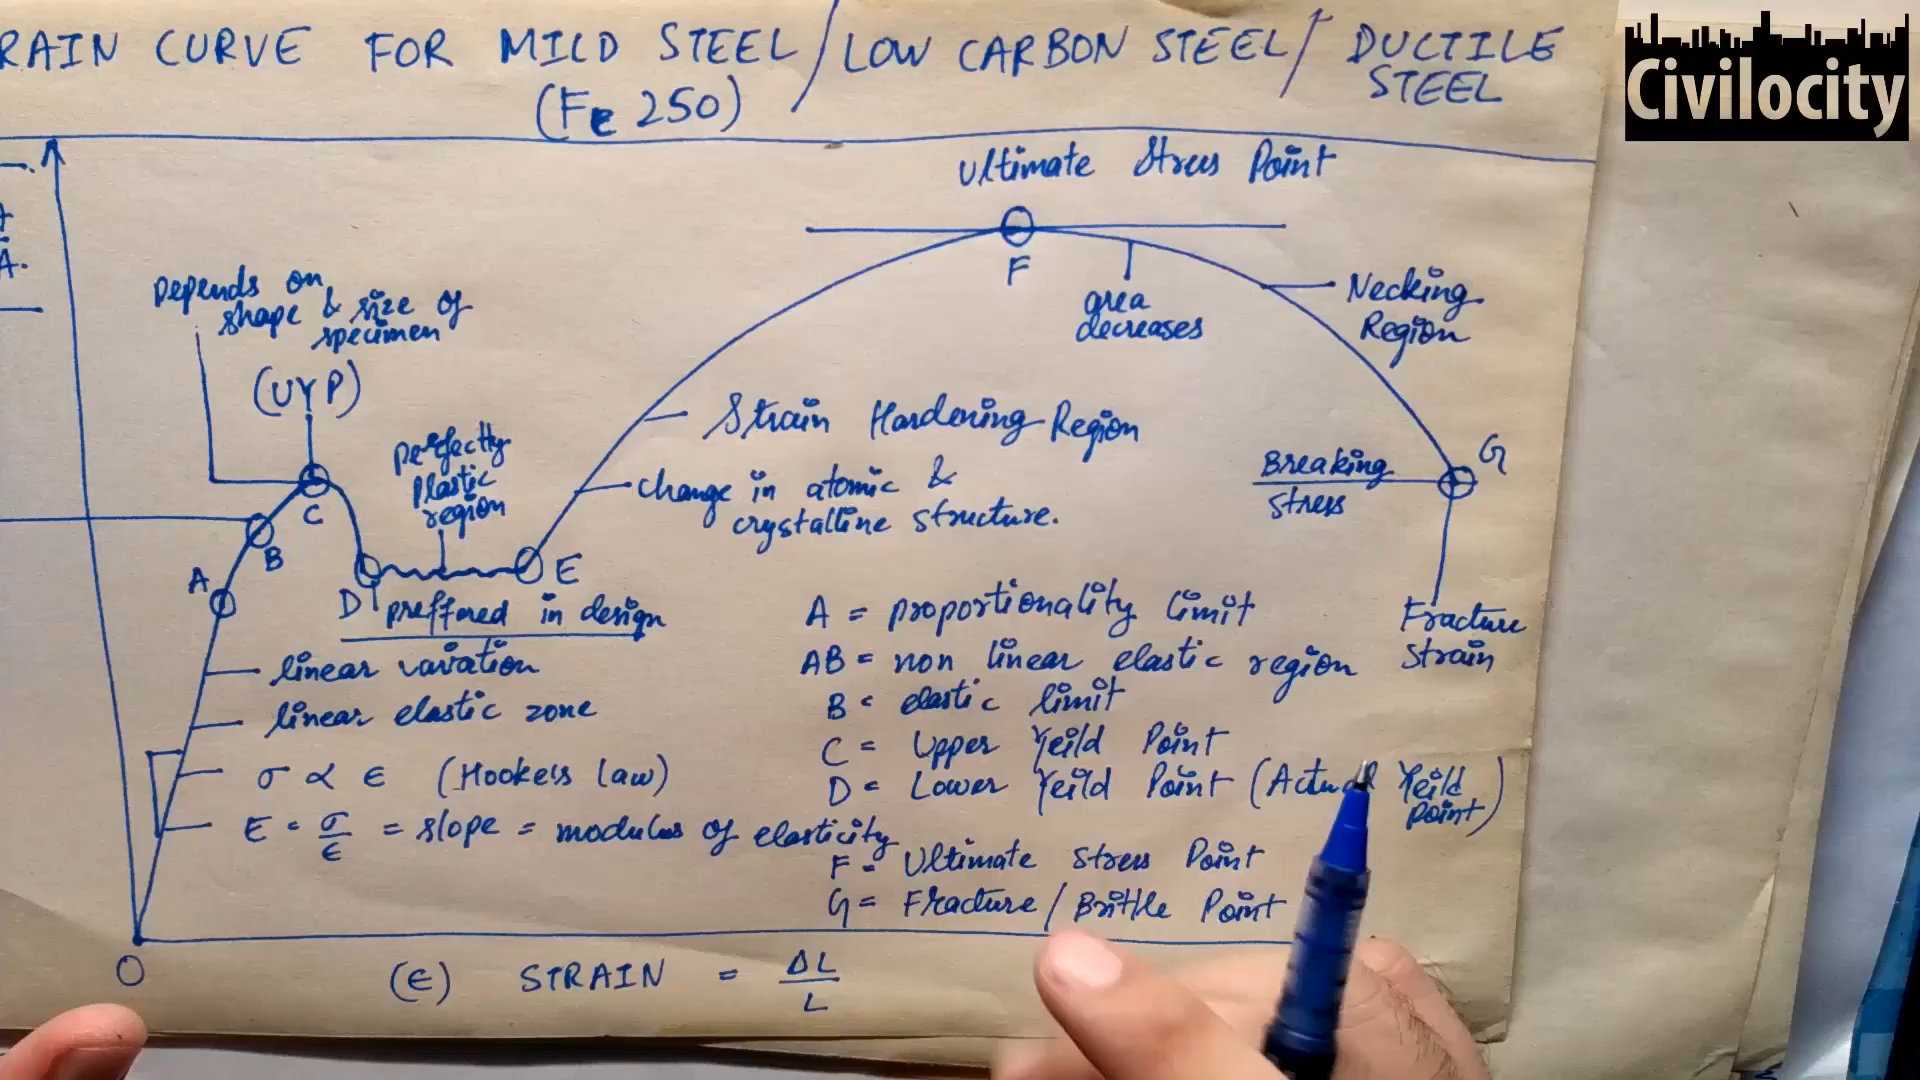 RAIN CURVE FOR MILD STEEL / LOW CARBON STEEL / DUCTILE
STEEL
(Fe 250)
Civilocity
Ultimate Stress Point
F
area
decreases
Necking
Region
A.
Depends on
shape & size of
specimen
(UYP)
C
B
A
perfectly
plastic
region
D
E
preffered in design
Strain Hardening Region
change in atomic &
crystalline structure.
G
Breaking
stress
Fracture
strain
linear variation
linear elastic zone
σ ∝ ϵ (Hooke's law)
E = σ/ϵ = slope = modulus of elasticity
A = proportionality limit
AB = non linear elastic region
B = elastic limit
C = Upper Yeild Point
D = Lower Yeild Point (Actual Yeild
Point)
F = Ultimate stress Point
G = Fracture / Brittle Point
O
(ϵ) STRAIN = ΔL
L